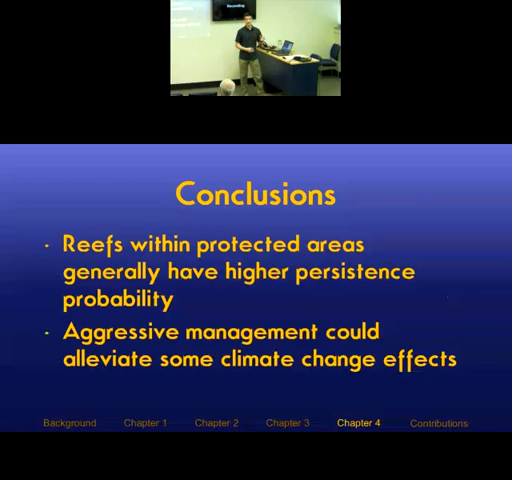 Recording
Conclusions
· Reefs within protected areas
generally have higher persistence
probability
· Aggressive management could
alleviate some climate change effects
Background Chapter 1 Chapter 2 Chapter 3 Chapter 4 Contributions